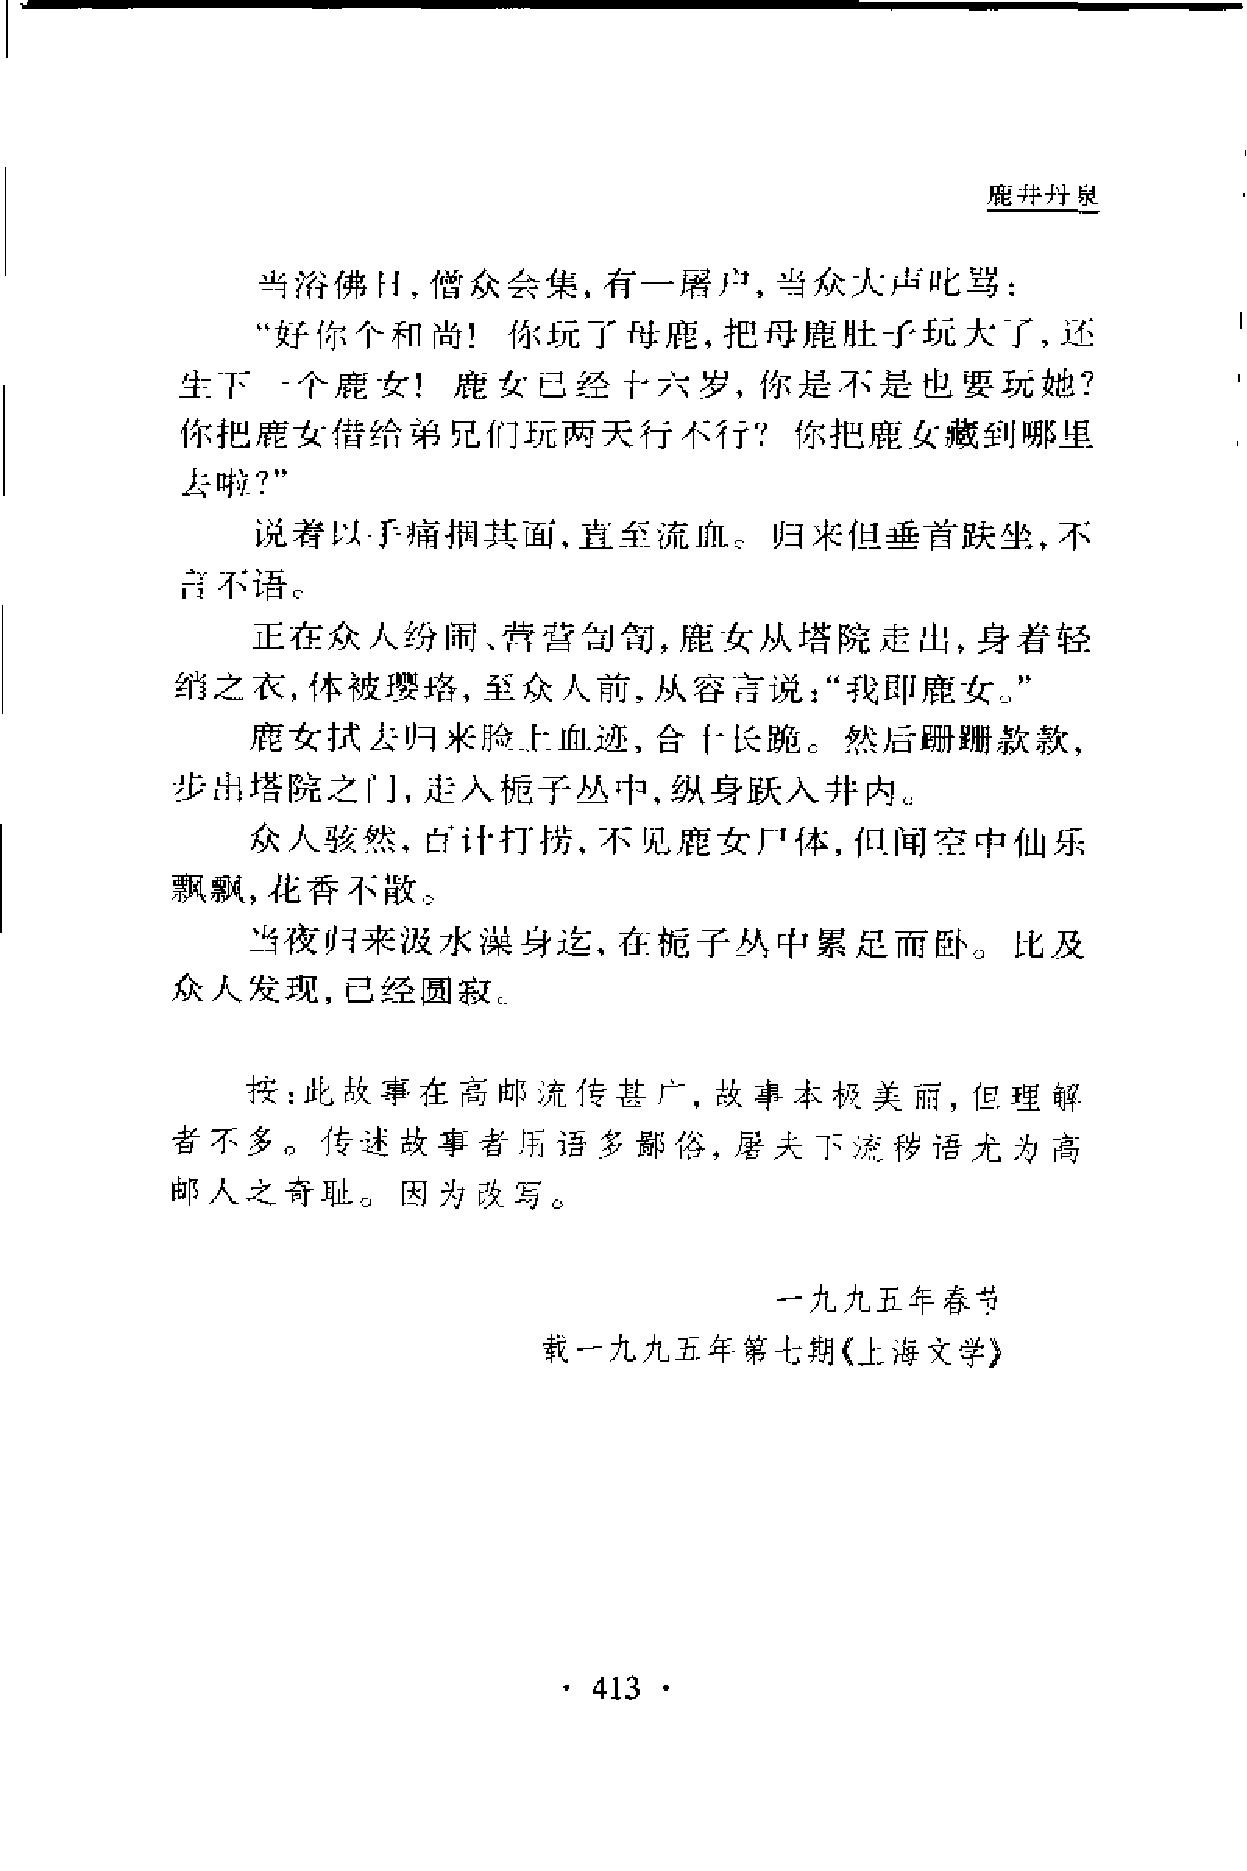 鹿井丹泉
当浴佛日,僧众会集,有一屠户,当众大声叱骂:
“好你个和尚! 你玩了母鹿,把母鹿肚子玩大了,还
生下一个鹿女! 鹿女已经十六岁,你是不是也要玩她?
你把鹿女借给弟兄们玩两天行不行? 你把鹿女藏到哪里
去啦?”
说着以手痛掴其面,直至流血。归来但垂首趺坐,不
言不语。
正在众人纷闹、营营訇訇,鹿女从塔院走出,身着轻
绡之衣,体被璎珞,至众人前,从容言说:“我即鹿女。”
鹿女拭去归来脸上血迹,合十长跪。然后跚跚款款,
步出塔院之门,走入栀子丛中,纵身跃入井内。
众人骇然,百计打捞,不见鹿女尸体,但闻空中仙乐
飘飘,花香不散。
当夜归来汲水澡身迄,在栀子丛中累足而卧。比及
众人发现,已经圆寂。
按:此故事在高邮流传甚广,故事本极美丽,但理解
者不多。传述故事者用语多鄙俗,屠夫下流秽语尤为高
邮人之奇耻。因为改写。
一九九五年春节
载一九九五年第七期《上海文学》
· 413 ·